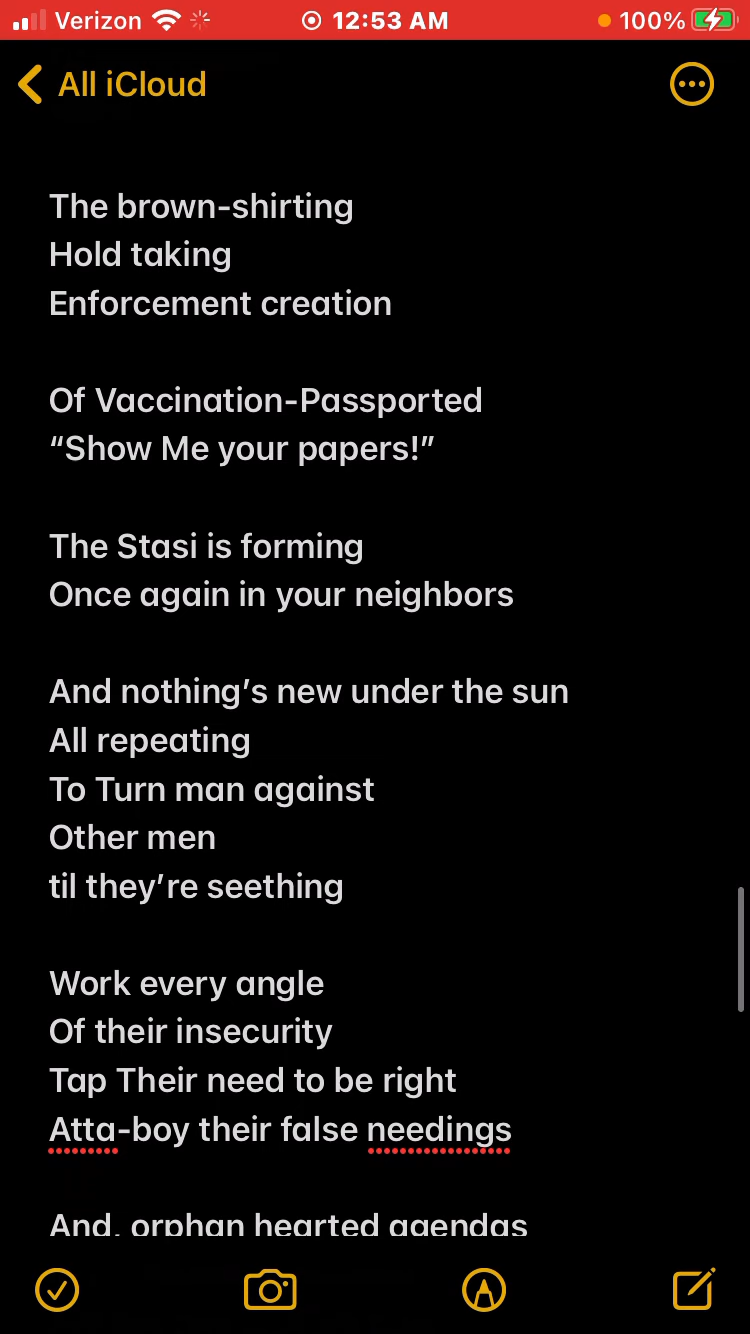 Verizon 12:53 AM 100%
All iCloud
The brown-shirting
Hold taking
Enforcement creation
Of Vaccination-Passported
“Show Me your papers!”
The Stasi is forming
Once again in your neighbors
And nothing’s new under the sun
All repeating
To Turn man against
Other men
til they’re seething
Work every angle
Of their insecurity
Tap Their need to be right
Atta-boy their false needings
And, orphan hearted agendas